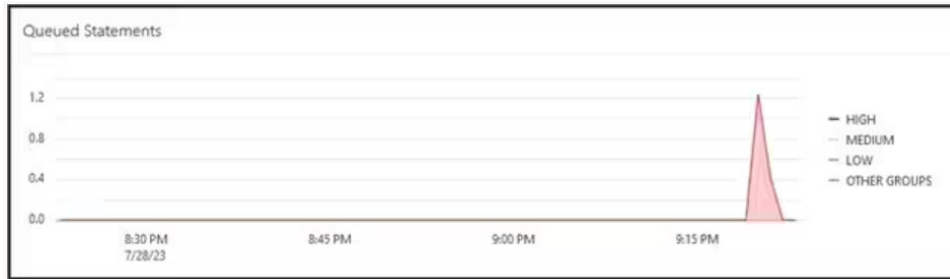 Queued Statements
1.2
0.8
0.4
0.0
8:30 PM
7/28/23
8:45 PM
9:00 PM
9:15 PM
HIGH
MEDIUM
LOW
OTHER GROUPS